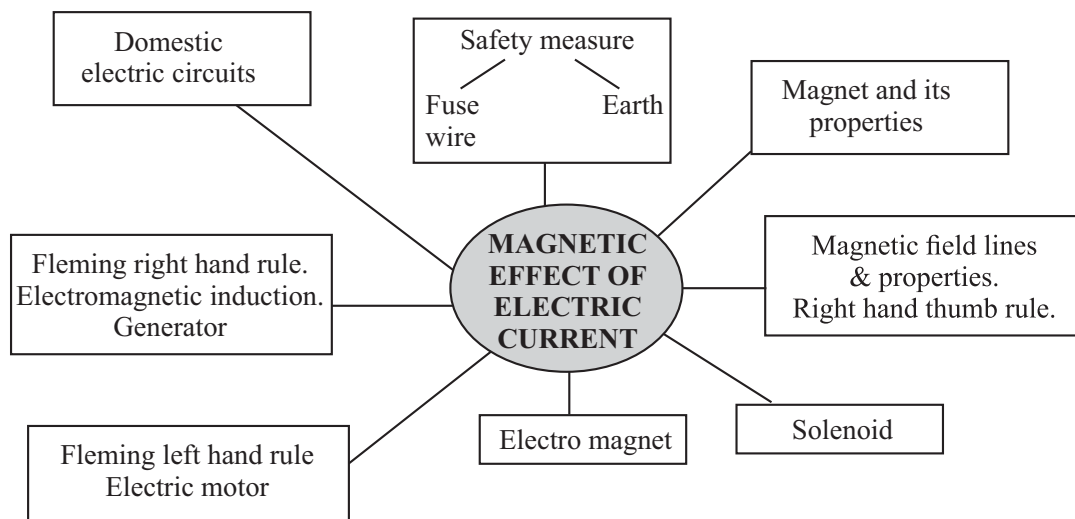 Domestic
electric circuits
Safety measure
Fuse
wire
Earth
Magnet and its
properties
MAGNETIC
EFFECT OF
ELECTRIC
CURRENT
Fleming right hand rule.
Electromagnetic induction.
Generator
Magnetic field lines
& properties.
Right hand thumb rule.
Fleming left hand rule
Electric motor
Electro magnet
Solenoid